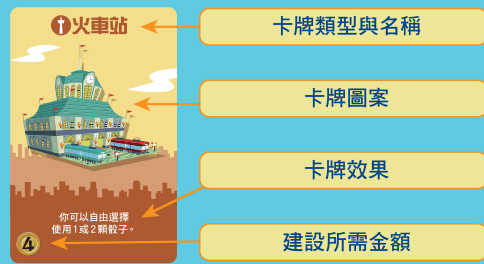 火車站
卡牌類型與名稱
卡牌圖案
卡牌效果
你可以自由選擇
使用1或2顆骰子。
4
建設所需金額